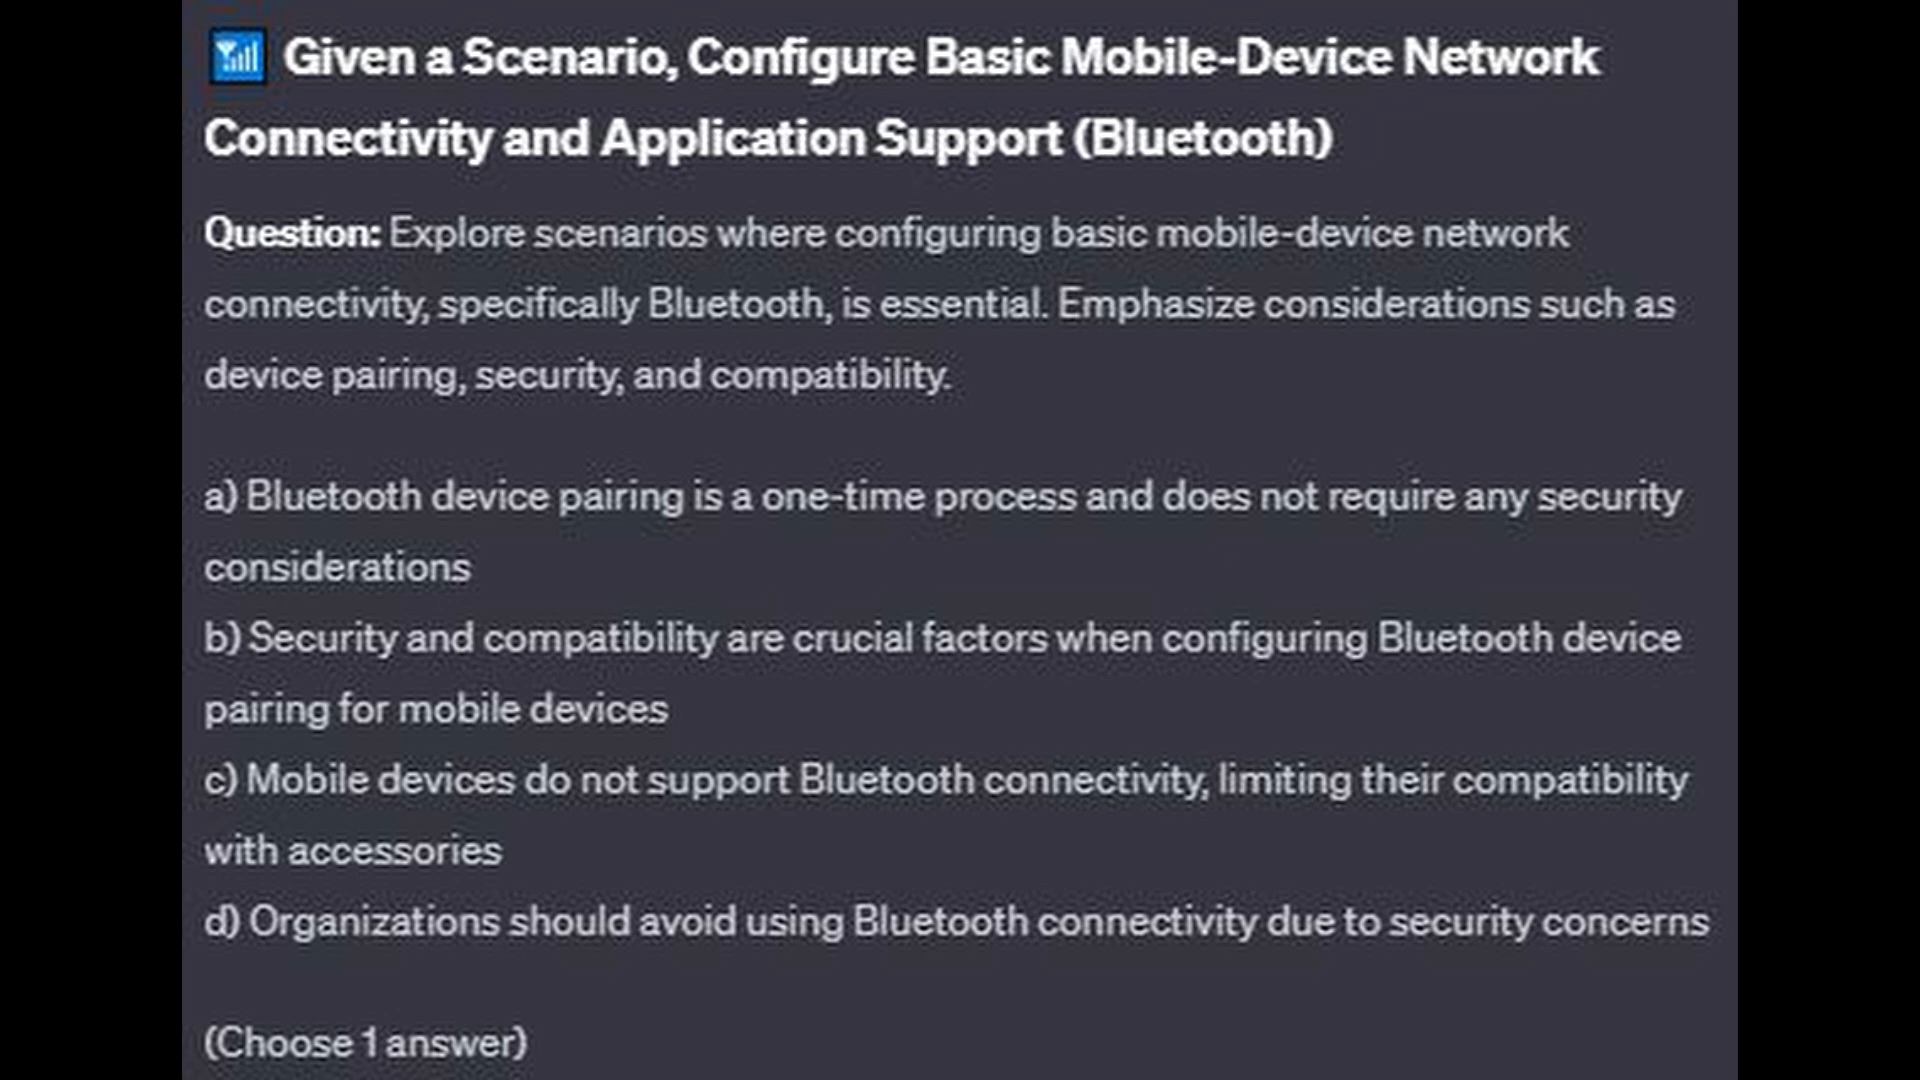 Given a Scenario, Configure Basic Mobile-Device Network
Connectivity and Application Support (Bluetooth)
Question: Explore scenarios where configuring basic mobile-device network
connectivity, specifically Bluetooth, is essential. Emphasize considerations such as
device pairing, security, and compatibility.
a) Bluetooth device pairing is a one-time process and does not require any security
considerations
b) Security and compatibility are crucial factors when configuring Bluetooth device
pairing for mobile devices
c) Mobile devices do not support Bluetooth connectivity, limiting their compatibility
with accessories
d) Organizations should avoid using Bluetooth connectivity due to security concerns
(Choose 1 answer)